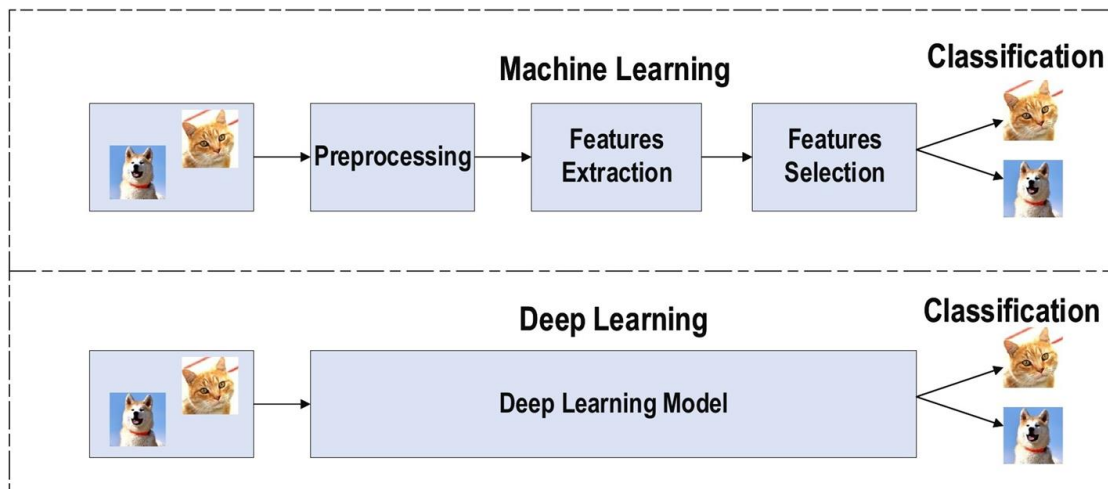 Machine Learning
Classification
Preprocessing
Features
Extraction
Features
Selection
Deep Learning
Classification
Deep Learning Model